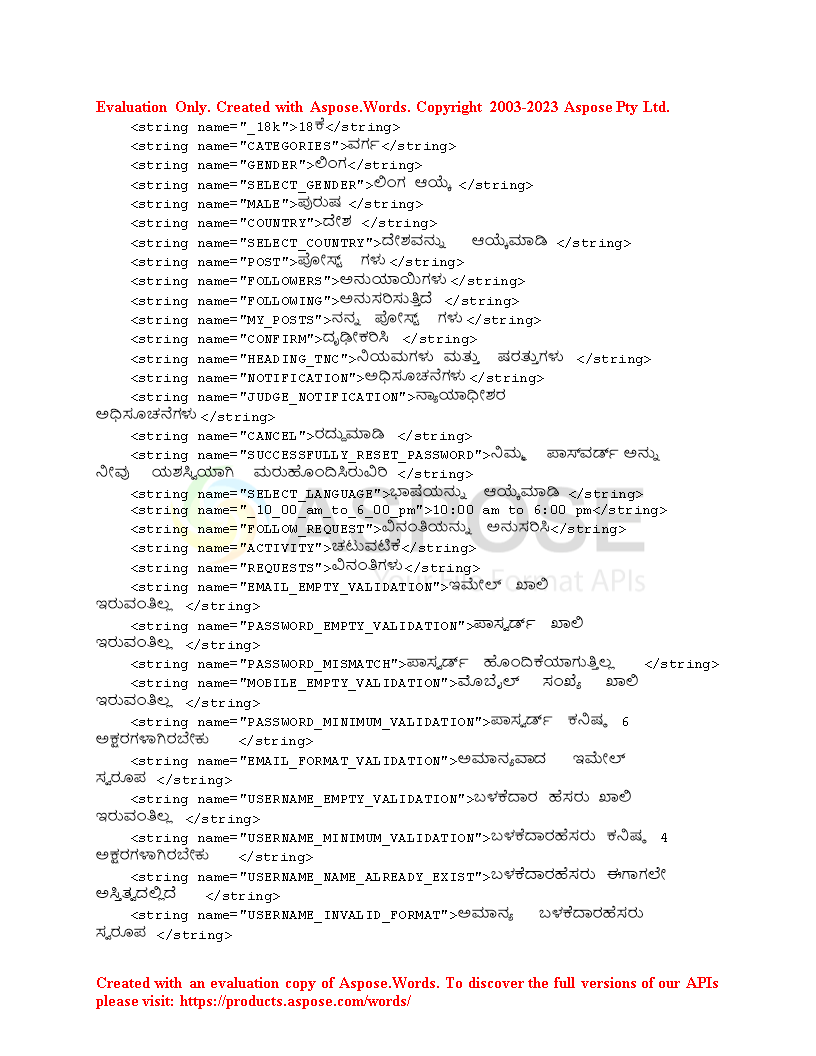 Evaluation Only. Created with Aspose.Words. Copyright 2003-2023 Aspose Pty Ltd.
<string name="_18k">18ಕೆ</string>
<string name="CATEGORIES">ವರ್ಗ</string>
<string name="GENDER">ಲಿಂಗ</string>
<string name="SELECT_GENDER">ಲಿಂಗ ಆಯ್ಕೆ </string>
<string name="MALE">ಪುರುಷ </string>
<string name="COUNTRY">ದೇಶ </string>
<string name="SELECT_COUNTRY">ದೇಶವನ್ನು ಆಯ್ಕೆಮಾಡಿ </string>
<string name="POST">ಪೋಸ್ಟ್ ಗಳು </string>
<string name="FOLLOWERS">ಅನುಯಾಯಿಗಳು </string>
<string name="FOLLOWING">ಅನುಸರಿಸುತ್ತಿದೆ </string>
<string name="MY_POSTS">ನನ್ನ ಪೋಸ್ಟ್ ಗಳು </string>
<string name="CONFIRM">ದೃಢೀಕರಿಸಿ </string>
<string name="HEADING_TNC">ನಿಯಮಗಳು ಮತ್ತು ಷರತ್ತುಗಳು </string>
<string name="NOTIFICATION">ಅಧಿಸೂಚನೆಗಳು </string>
<string name="JUDGE_NOTIFICATION">ನ್ಯಾಯಾಧೀಶರ
ಅಧಿಸೂಚನೆಗಳು </string>
<string name="CANCEL">ರದ್ದುಮಾಡಿ </string>
<string name="SUCCESSFULLY_RESET_PASSWORD">ನಿಮ್ಮ ಪಾಸ್‌ವರ್ಡ್ ಅನ್ನು
ನೀವು ಯಶಸ್ವಿಯಾಗಿ ಮರುಹೊಂದಿಸಿರುವಿರಿ </string>
<string name="SELECT_LANGUAGE">ಭಾಷೆಯನ್ನು ಆಯ್ಕೆಮಾಡಿ </string>
<string name="_10_00_am_to_6_00_pm">10:00 am to 6:00 pm</string>
<string name="FOLLOW_REQUEST">ವಿನಂತಿಯನ್ನು ಅನುಸರಿಸಿ</string>
<string name="ACTIVITY">ಚಟುವಟಿಕೆ</string>
<string name="REQUESTS">ವಿನಂತಿಗಳು</string>
<string name="EMAIL_EMPTY_VALIDATION">ಇಮೇಲ್ ಖಾಲಿ
ಇರುವಂತಿಲ್ಲ </string>
<string name="PASSWORD_EMPTY_VALIDATION">ಪಾಸ್ವರ್ಡ್ ಖಾಲಿ
ಇರುವಂತಿಲ್ಲ </string>
<string name="PASSWORD_MISMATCH">ಪಾಸ್ವರ್ಡ್ ಹೊಂದಿಕೆಯಾಗುತ್ತಿಲ್ಲ </string>
<string name="MOBILE_EMPTY_VALIDATION">ಮೊಬೈಲ್ ಸಂಖ್ಯೆ ಖಾಲಿ
ಇರುವಂತಿಲ್ಲ </string>
<string name="PASSWORD_MINIMUM_VALIDATION">ಪಾಸ್ವರ್ಡ್ ಕನಿಷ್ಠ 6
ಅಕ್ಷರಗಳಾಗಿರಬೇಕು </string>
<string name="EMAIL_FORMAT_VALIDATION">ಅಮಾನ್ಯವಾದ ಇಮೇಲ್
ಸ್ವರೂಪ </string>
<string name="USERNAME_EMPTY_VALIDATION">ಬಳಕೆದಾರ ಹೆಸರು ಖಾಲಿ
ಇರುವಂತಿಲ್ಲ </string>
<string name="USERNAME_MINIMUM_VALIDATION">ಬಳಕೆದಾರಹೆಸರು ಕನಿಷ್ಠ 4
ಅಕ್ಷರಗಳಾಗಿರಬೇಕು </string>
<string name="USERNAME_NAME_ALREADY_EXIST">ಬಳಕೆದಾರಹೆಸರು ಈಗಾಗಲೇ
ಅಸ್ತಿತ್ವದಲ್ಲಿದೆ </string>
<string name="USERNAME_INVALID_FORMAT">ಅಮಾನ್ಯ ಬಳಕೆದಾರಹೆಸರು
ಸ್ವರೂಪ </string>
ASPOSE
Your File Format APIs
Created with an evaluation copy of Aspose.Words. To discover the full versions of our APIs
please visit: https://products.aspose.com/words/